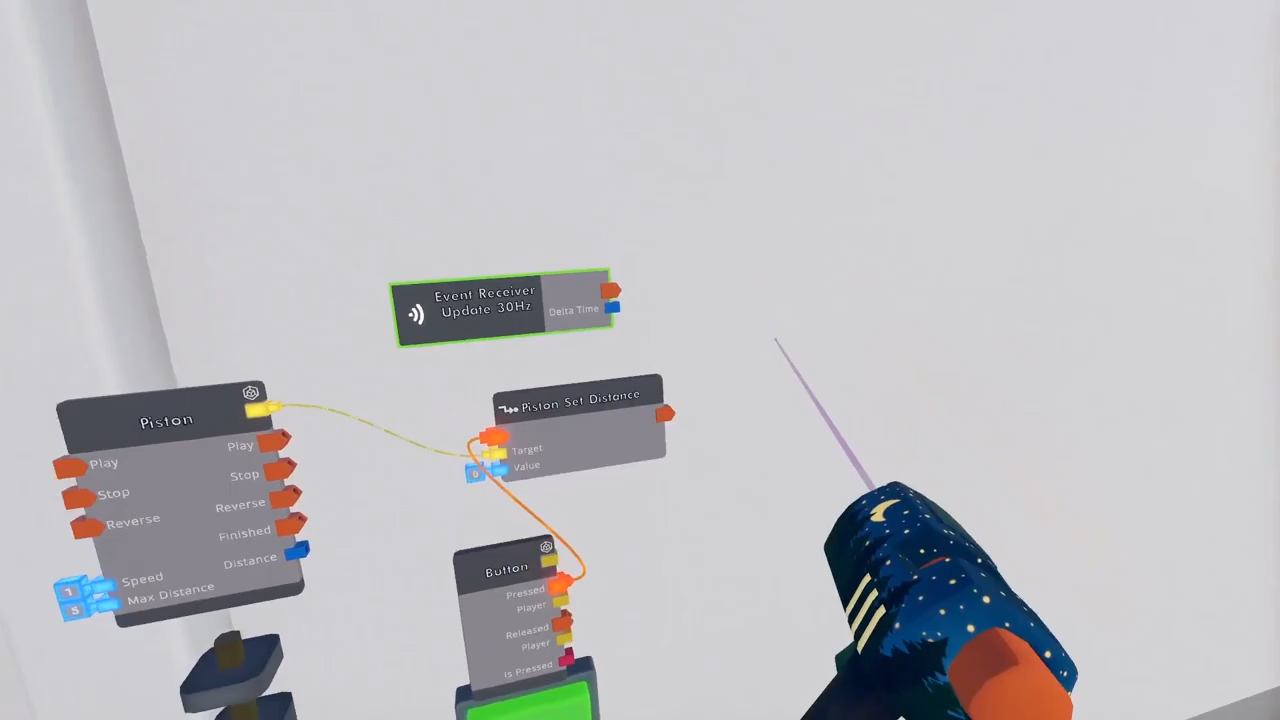 Event Receiver
Update 30Hz
Delta Time
Piston Set Distance
Target
Value
0
Piston
Play
Stop
Reverse
Speed
Max Distance
1
5
Play
Stop
Reverse
Finished
Distance
Button
Pressed
Player
Released
Player
Is Pressed